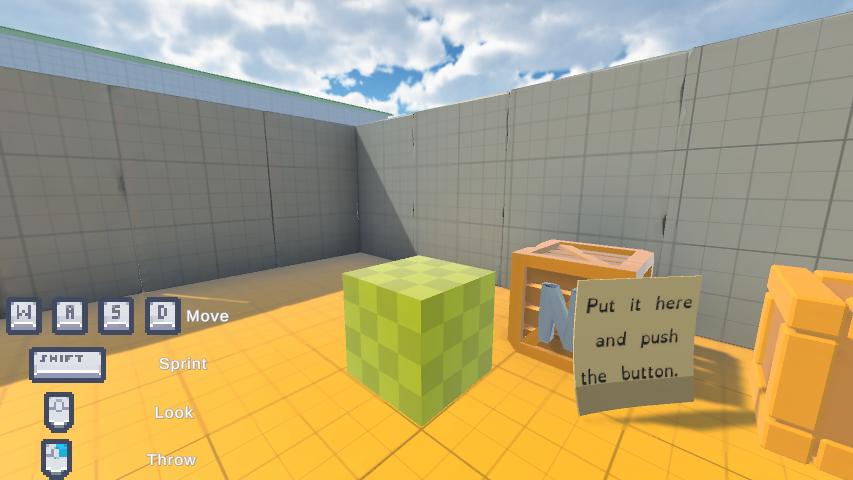 Put it here
and push
the button.
N
W A S D Move
SHIFT Sprint
Look
Throw